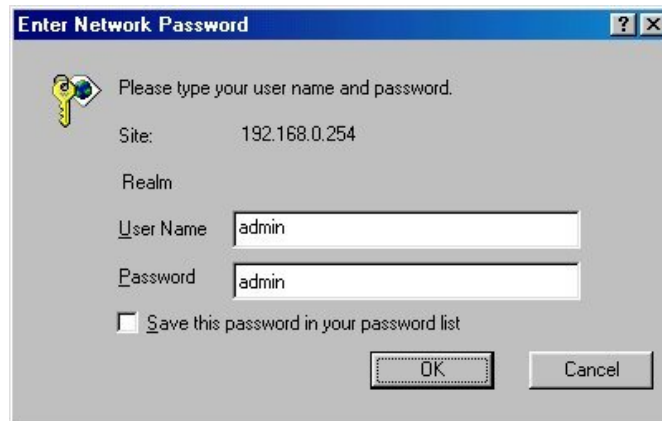 Enter Network Password
Please type your user name and password.
Site: 192.168.0.254
Realm
User Name admin
Password admin
Save this password in your password list
OK Cancel